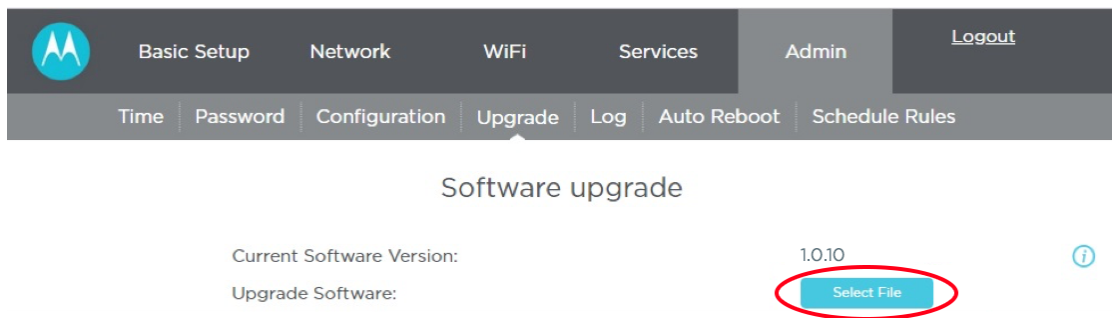 Basic Setup Network WiFi Services Admin Logout
Time Password Configuration Upgrade Log Auto Reboot Schedule Rules
Software upgrade
Current Software Version: 1.0.10
Upgrade Software: Select File